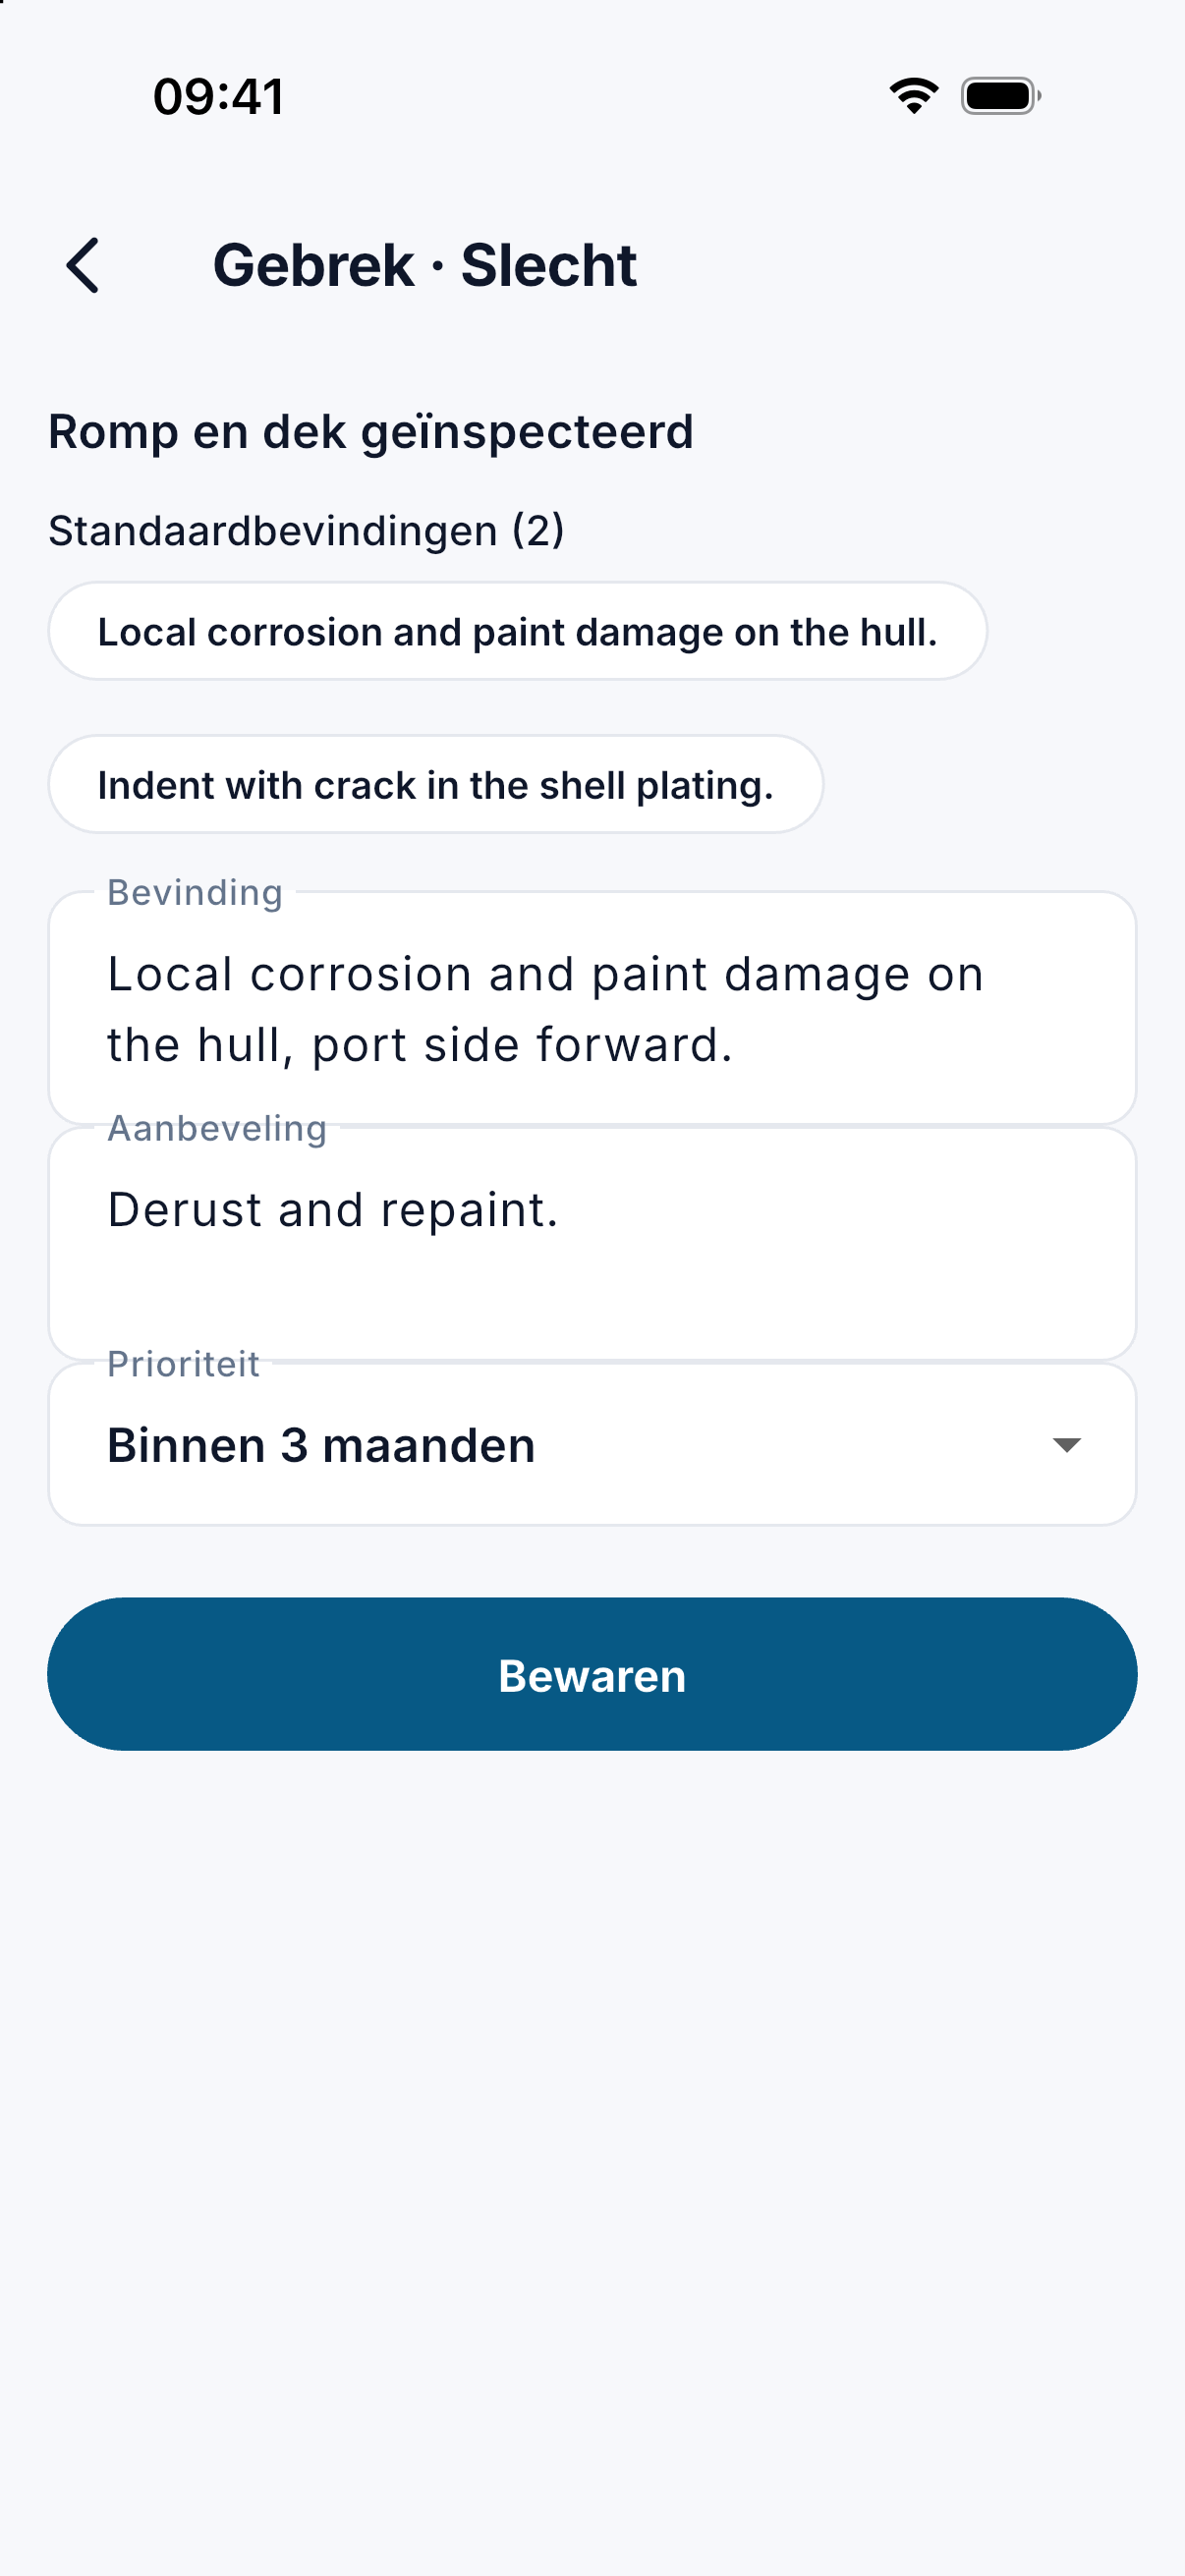 09:41
Gebrek · Slecht
Romp en dek geïnspecteerd
Standaardbevindingen (2)
Local corrosion and paint damage on the hull.
Indent with crack in the shell plating.
Bevinding
Local corrosion and paint damage on
the hull, port side forward.
Aanbeveling
Derust and repaint.
Prioriteit
Binnen 3 maanden
Bewaren